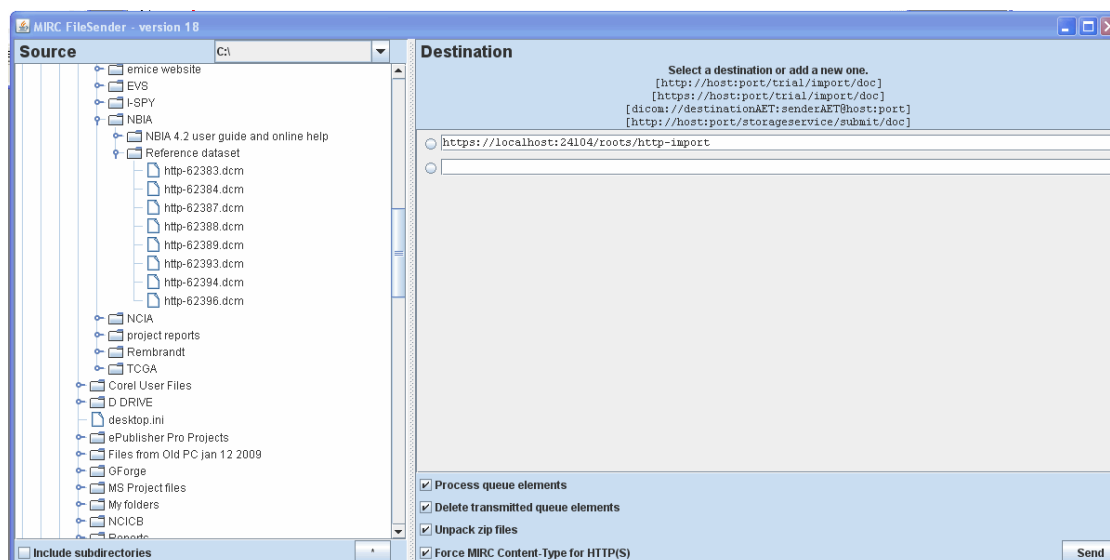 MIRC FileSender - version 18
Source
C:\
emice website
EVS
I-SPY
NBIA
NBIA 4.2 user guide and online help
Reference dataset
http-62383.dcm
http-62384.dcm
http-62387.dcm
http-62388.dcm
http-62389.dcm
http-62393.dcm
http-62394.dcm
http-62396.dcm
NCIA
project reports
Rembrandt
TCGA
Corel User Files
D DRIVE
desktop.ini
ePublisher Pro Projects
Files from Old PC jan 12 2009
GForge
MS Project files
My folders
NCICB
Reports
Include subdirectories
*
Destination
Select a destination or add a new one.
[http://host:port/trial/import/doc]
[https://host:port/trial/import/doc]
[dicom://destinationAET:senderAET@host:port]
[http://host:port/storageservice/submit/doc]
https://localhost:24104/roots/http-import
Process queue elements
Delete transmitted queue elements
Unpack zip files
Force MIRC Content-Type for HTTP(S)
Send